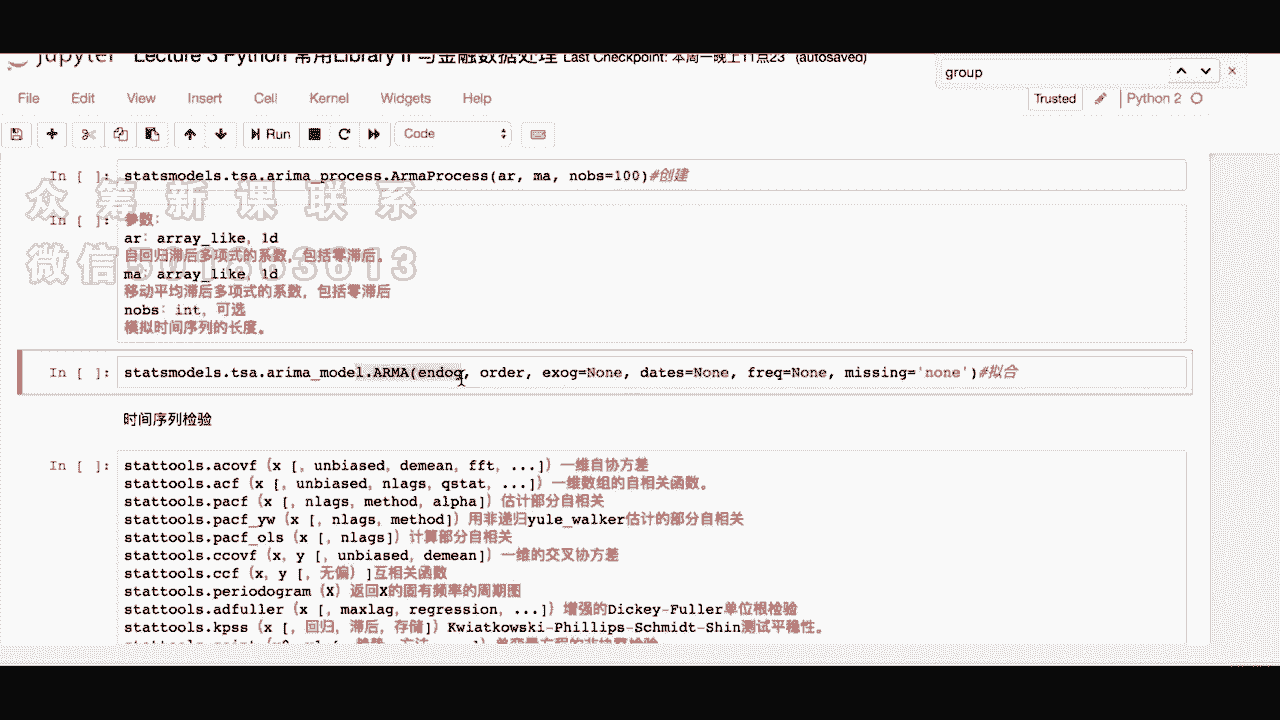 jupyter Lecture 3 Python 常用Library II 与金融数据处理 Last Checkpoint: 本周一晚上11点23 (autosaved)
group
File Edit View Insert Cell Kernel Widgets Help
Trusted Python 2
Run Code
In [ ]: statsmodels.tsa.arima_process.ArmaProcess(ar, ma, nobs=100)#创建
众筹新课联系
In [ ]: 参数:
ar: array_like, 1d
自回归滞后多项式的系数，包括零滞后。
微信
ma: array_like, 1d
移动平均滞后多项式的系数，包括零滞后
nobs: int, 可选
模拟时间序列的长度。
In [ ]: statsmodels.tsa.arima_model.ARMA(endog, order, exog=None, dates=None, freq=None, missing='none')#拟合
时间序列检验
In [ ]: stattools.acovf (x [, unbiased, demean, fft, ...]) 一维自协方差
stattools.acf (x [, unbiased, nlags, qstat, ...]) 一维数组的自相关函数。
stattools.pacf (x [, nlags, method, alpha]) 估计部分自相关
stattools.pacf_yw (x [, nlags, method]) 用非递归yule_walker估计的部分自相关
stattools.pacf_ols (x [, nlags]) 计算部分自相关
stattools.ccovf (x, y [, unbiased, demean]) 一维的交叉协方差
stattools.ccf (x, y [, 无偏) ]互相关函数
stattools.periodogram (X) 返回X的固有频率的周期图
stattools.adfuller (x [, maxlag, regression, ...]) 增强的Dickey-Fuller单位根检验
stattools.kpss (x [, 回归, 滞后, 存储]) Kwiatkowski-Phillips-Schmidt-Shin测试平稳性。